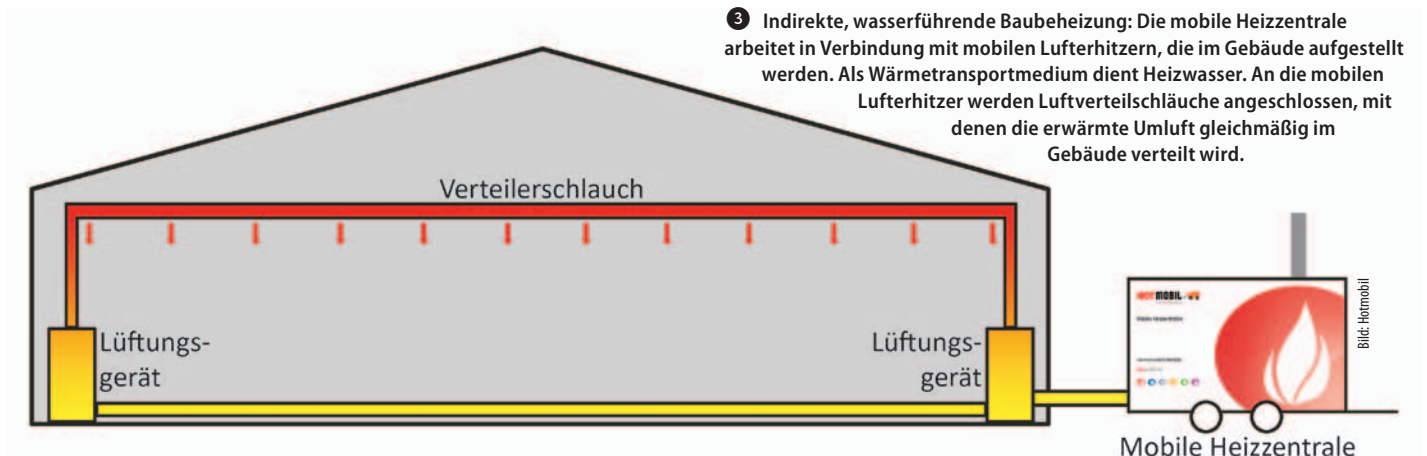 ❸ Indirekte, wasserführende Baubeheizung: Die mobile Heizzentrale
arbeitet in Verbindung mit mobilen Lufterhitzern, die im Gebäude aufgestellt
werden. Als Wärmetransportmedium dient Heizwasser. An die mobilen
Lufterhitzer werden Luftverteilschläuche angeschlossen, mit
denen die erwärmte Umluft gleichmäßig im
Gebäude verteilt wird.
Verteilerschlauch
Lüftungs-
gerät
Lüftungs-
gerät
HOTMOBIL
Bild: Hotmobil
Mobile Heizzentrale